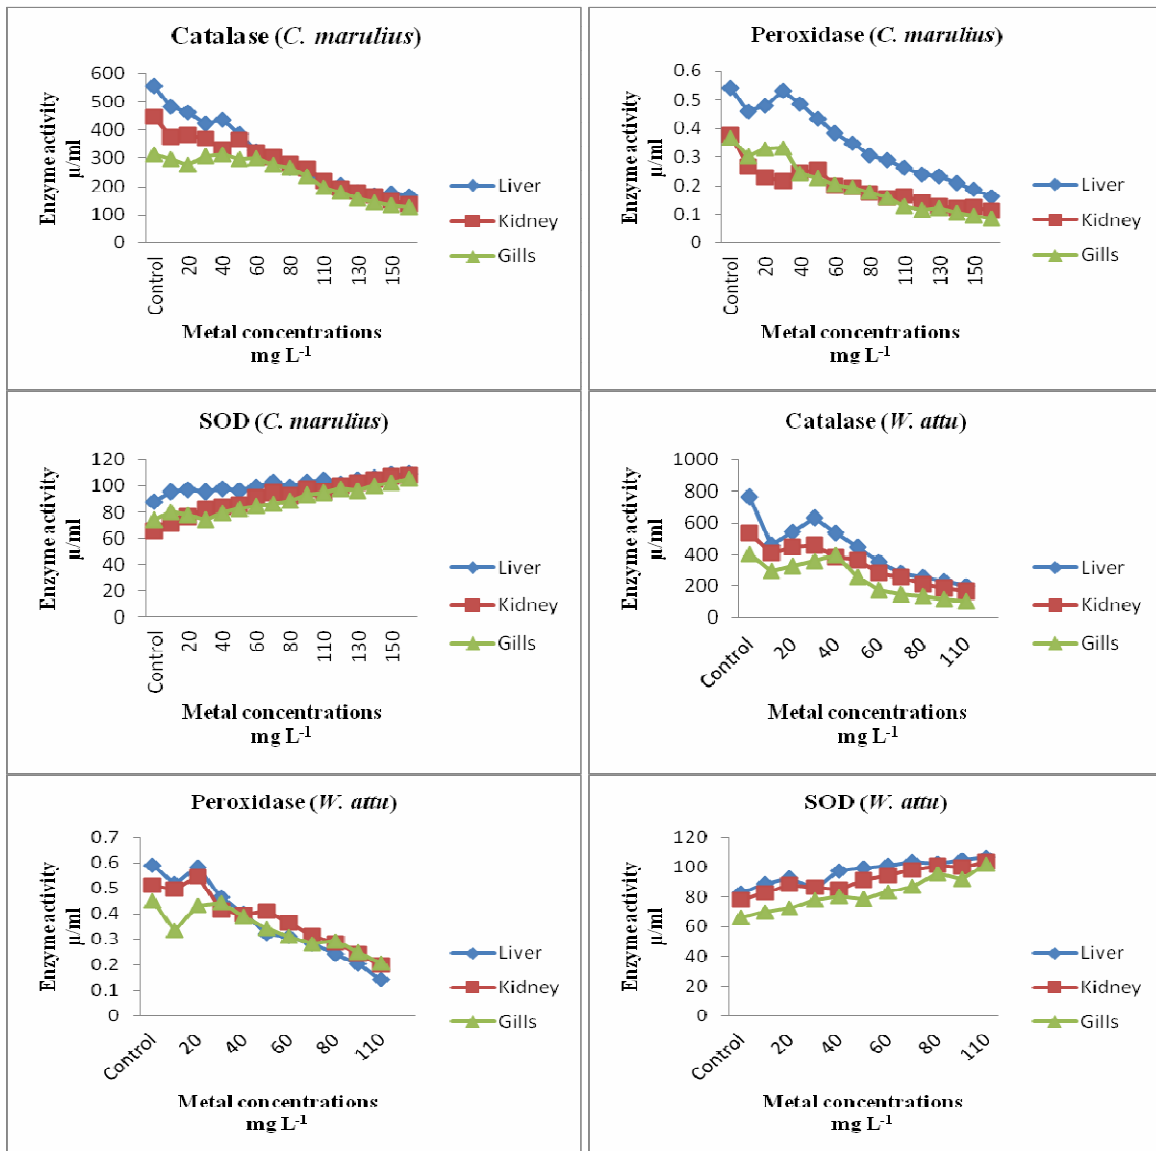 Catalase (C. marulius)
Enzyme activity
µ/ml
600
500
400
300
200
100
0
Control
20
40
60
80
110
130
150
Metal concentrations
mg L-1
Liver
Kidney
Gills
Peroxidase (C. marulius)
Enzyme activity
µ/ml
0.6
0.5
0.4
0.3
0.2
0.1
0
Control
20
40
60
80
110
130
150
Metal concentrations
mg L-1
Liver
Kidney
Gills
SOD (C. marulius)
Enzyme activity
µ/ml
120
100
80
60
40
20
0
Control
20
40
60
80
110
130
150
Metal concentrations
mg L-1
Liver
Kidney
Gills
Catalase (W. attu)
Enzyme activity
µ/ml
1000
800
600
400
200
0
Control
20
40
60
80
110
Metal concentrations
mg L-1
Liver
Kidney
Gills
Peroxidase (W. attu)
Enzyme activity
µ/ml
0.7
0.6
0.5
0.4
0.3
0.2
0.1
0
Control
20
40
60
80
110
Metal concentrations
mg L-1
Liver
Kidney
Gills
SOD (W. attu)
Enzyme activity
µ/ml
120
100
80
60
40
20
0
Control
20
40
60
80
110
Metal concentrations
mg L-1
Liver
Kidney
Gills